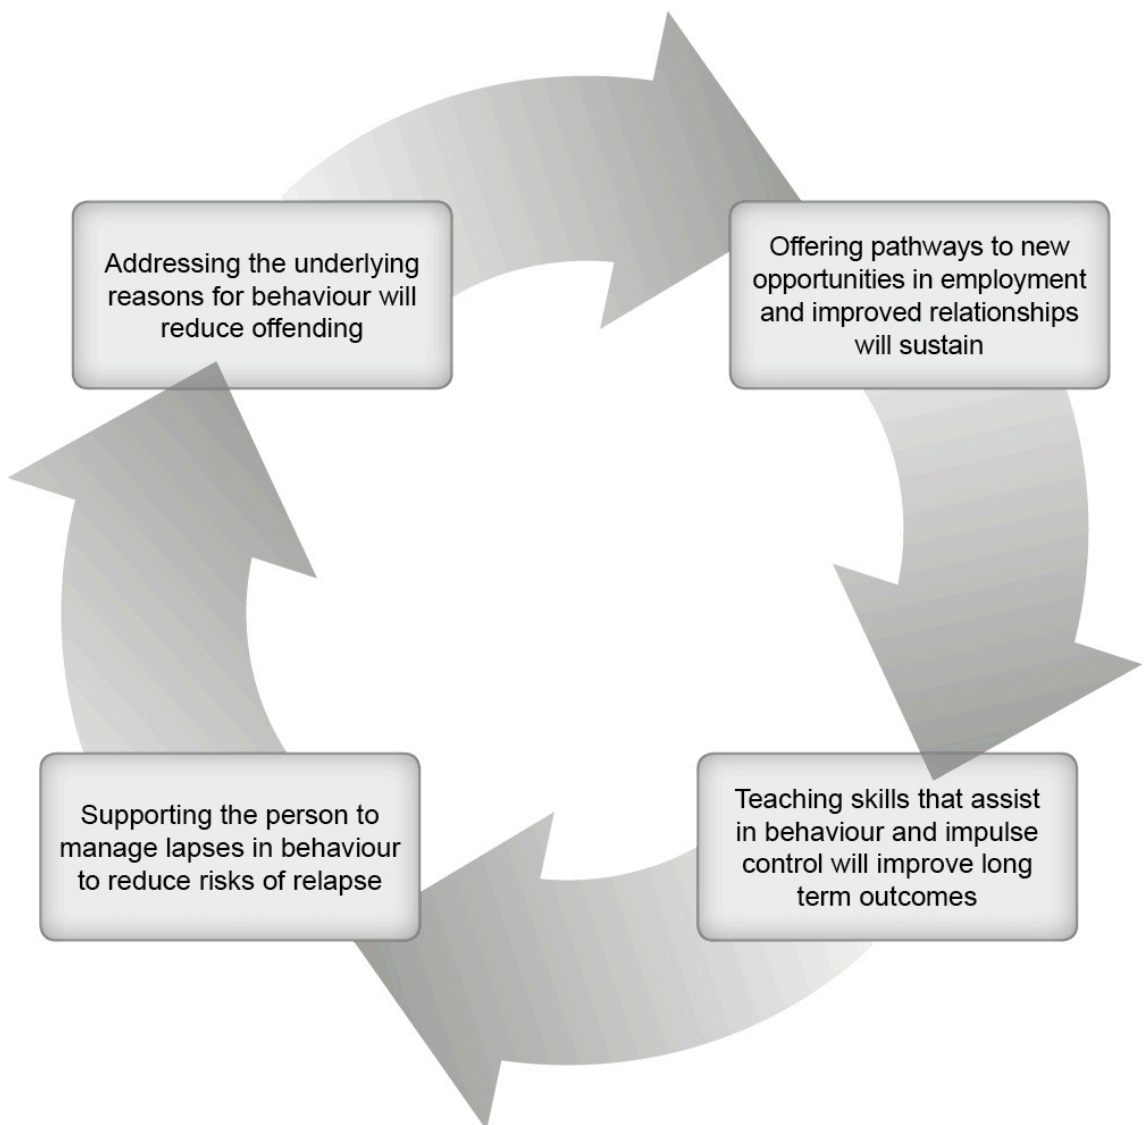 Addressing the underlying
reasons for behaviour will
reduce offending
Offering pathways to new
opportunities in employment
and improved relationships
will sustain
Teaching skills that assist
in behaviour and impulse
control will improve long
term outcomes
Supporting the person to
manage lapses in behaviour
to reduce risks of relapse